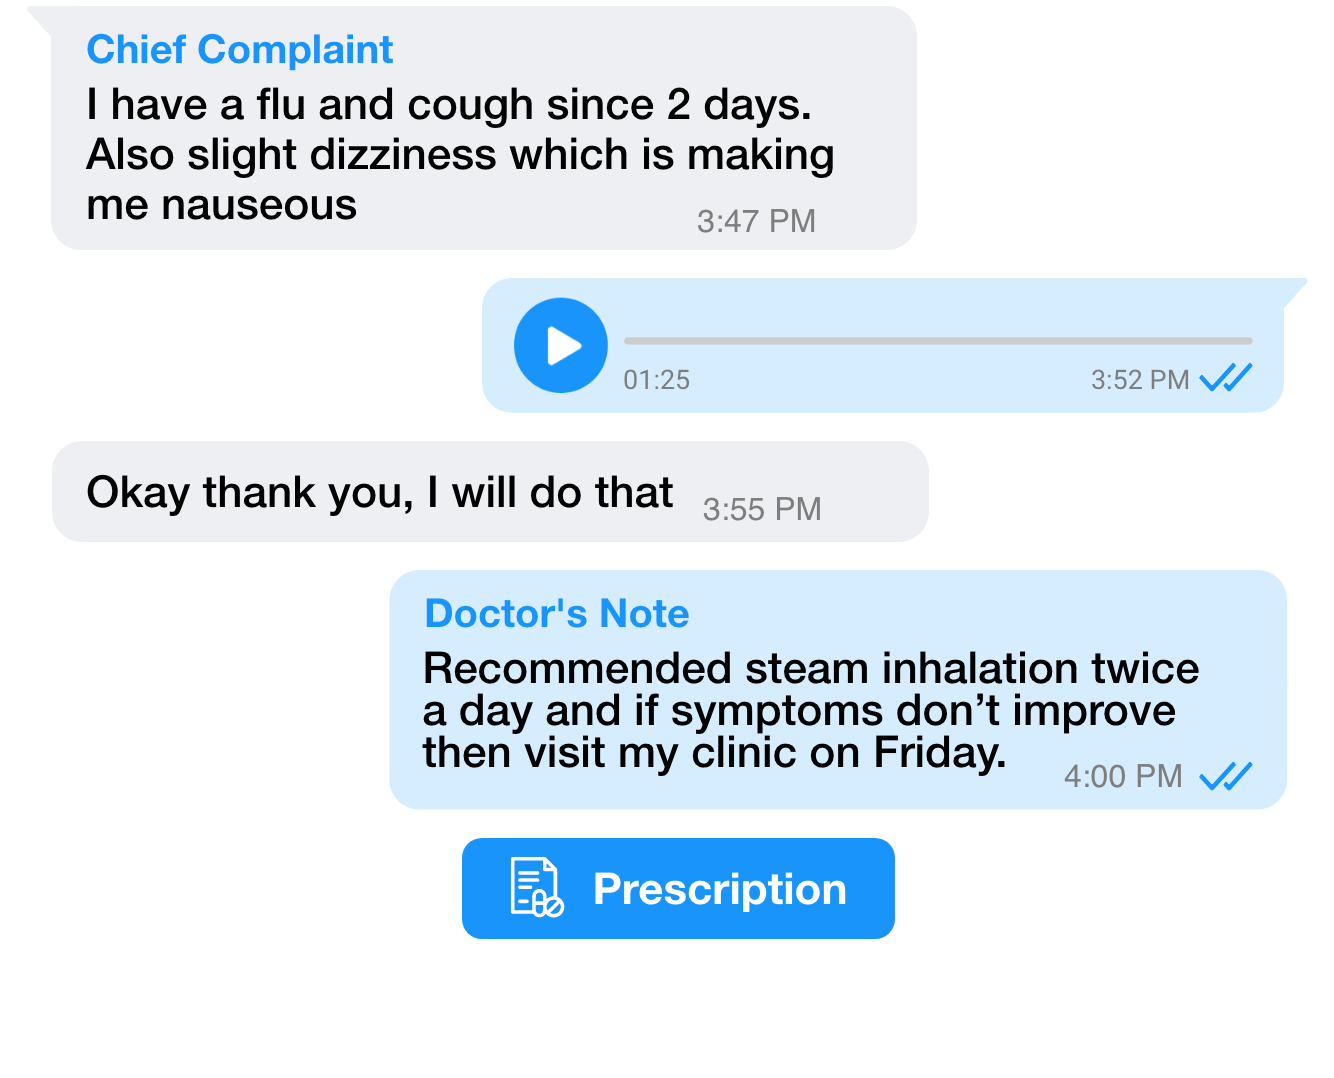 Chief Complaint
I have a flu and cough since 2 days.
Also slight dizziness which is making
me nauseous
3:47 PM
01:25
3:52 PM
Okay thank you, I will do that
3:55 PM
Doctor's Note
Recommended steam inhalation twice
a day and if symptoms don’t improve
then visit my clinic on Friday.
4:00 PM
Prescription